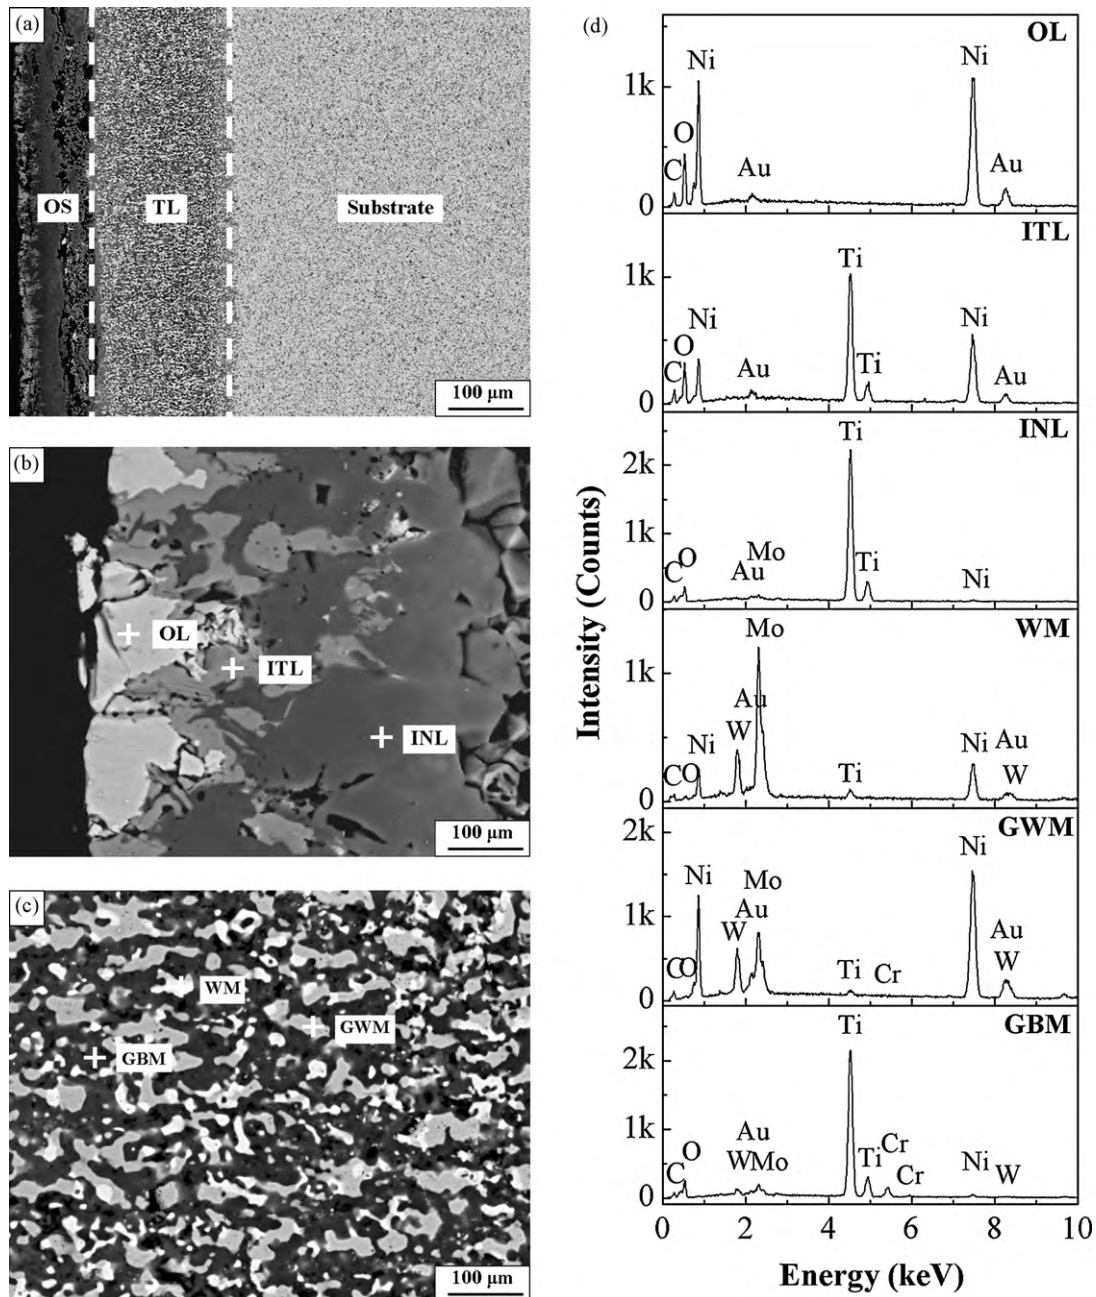 (a)
OS
TL
Substrate
100 μm
(b)
OL
ITL
INL
100 μm
(c)
WM
GWM
GBM
100 μm
(d)
OL
Ni
Ni
O
C
Au
Au
1k
0
ITL
Ti
Ni
O
Ni
C
Au
Ti
Au
1k
0
INL
Ti
2k
1k
O
C
Mo
Au
Ti
Ni
0
WM
Mo
1k
Au
W
Ni
C
O
Ti
Ni
Au
W
0
GWM
2k
Ni
Ni
Mo
1k
Au
W
C
O
Ti
Cr
Au
W
0
GBM
Ti
2k
1k
O
C
Au
W
Mo
Ti
Cr
Cr
Ni
W
0
0
2
4
6
8
10
Intensity (Counts)
Energy (keV)